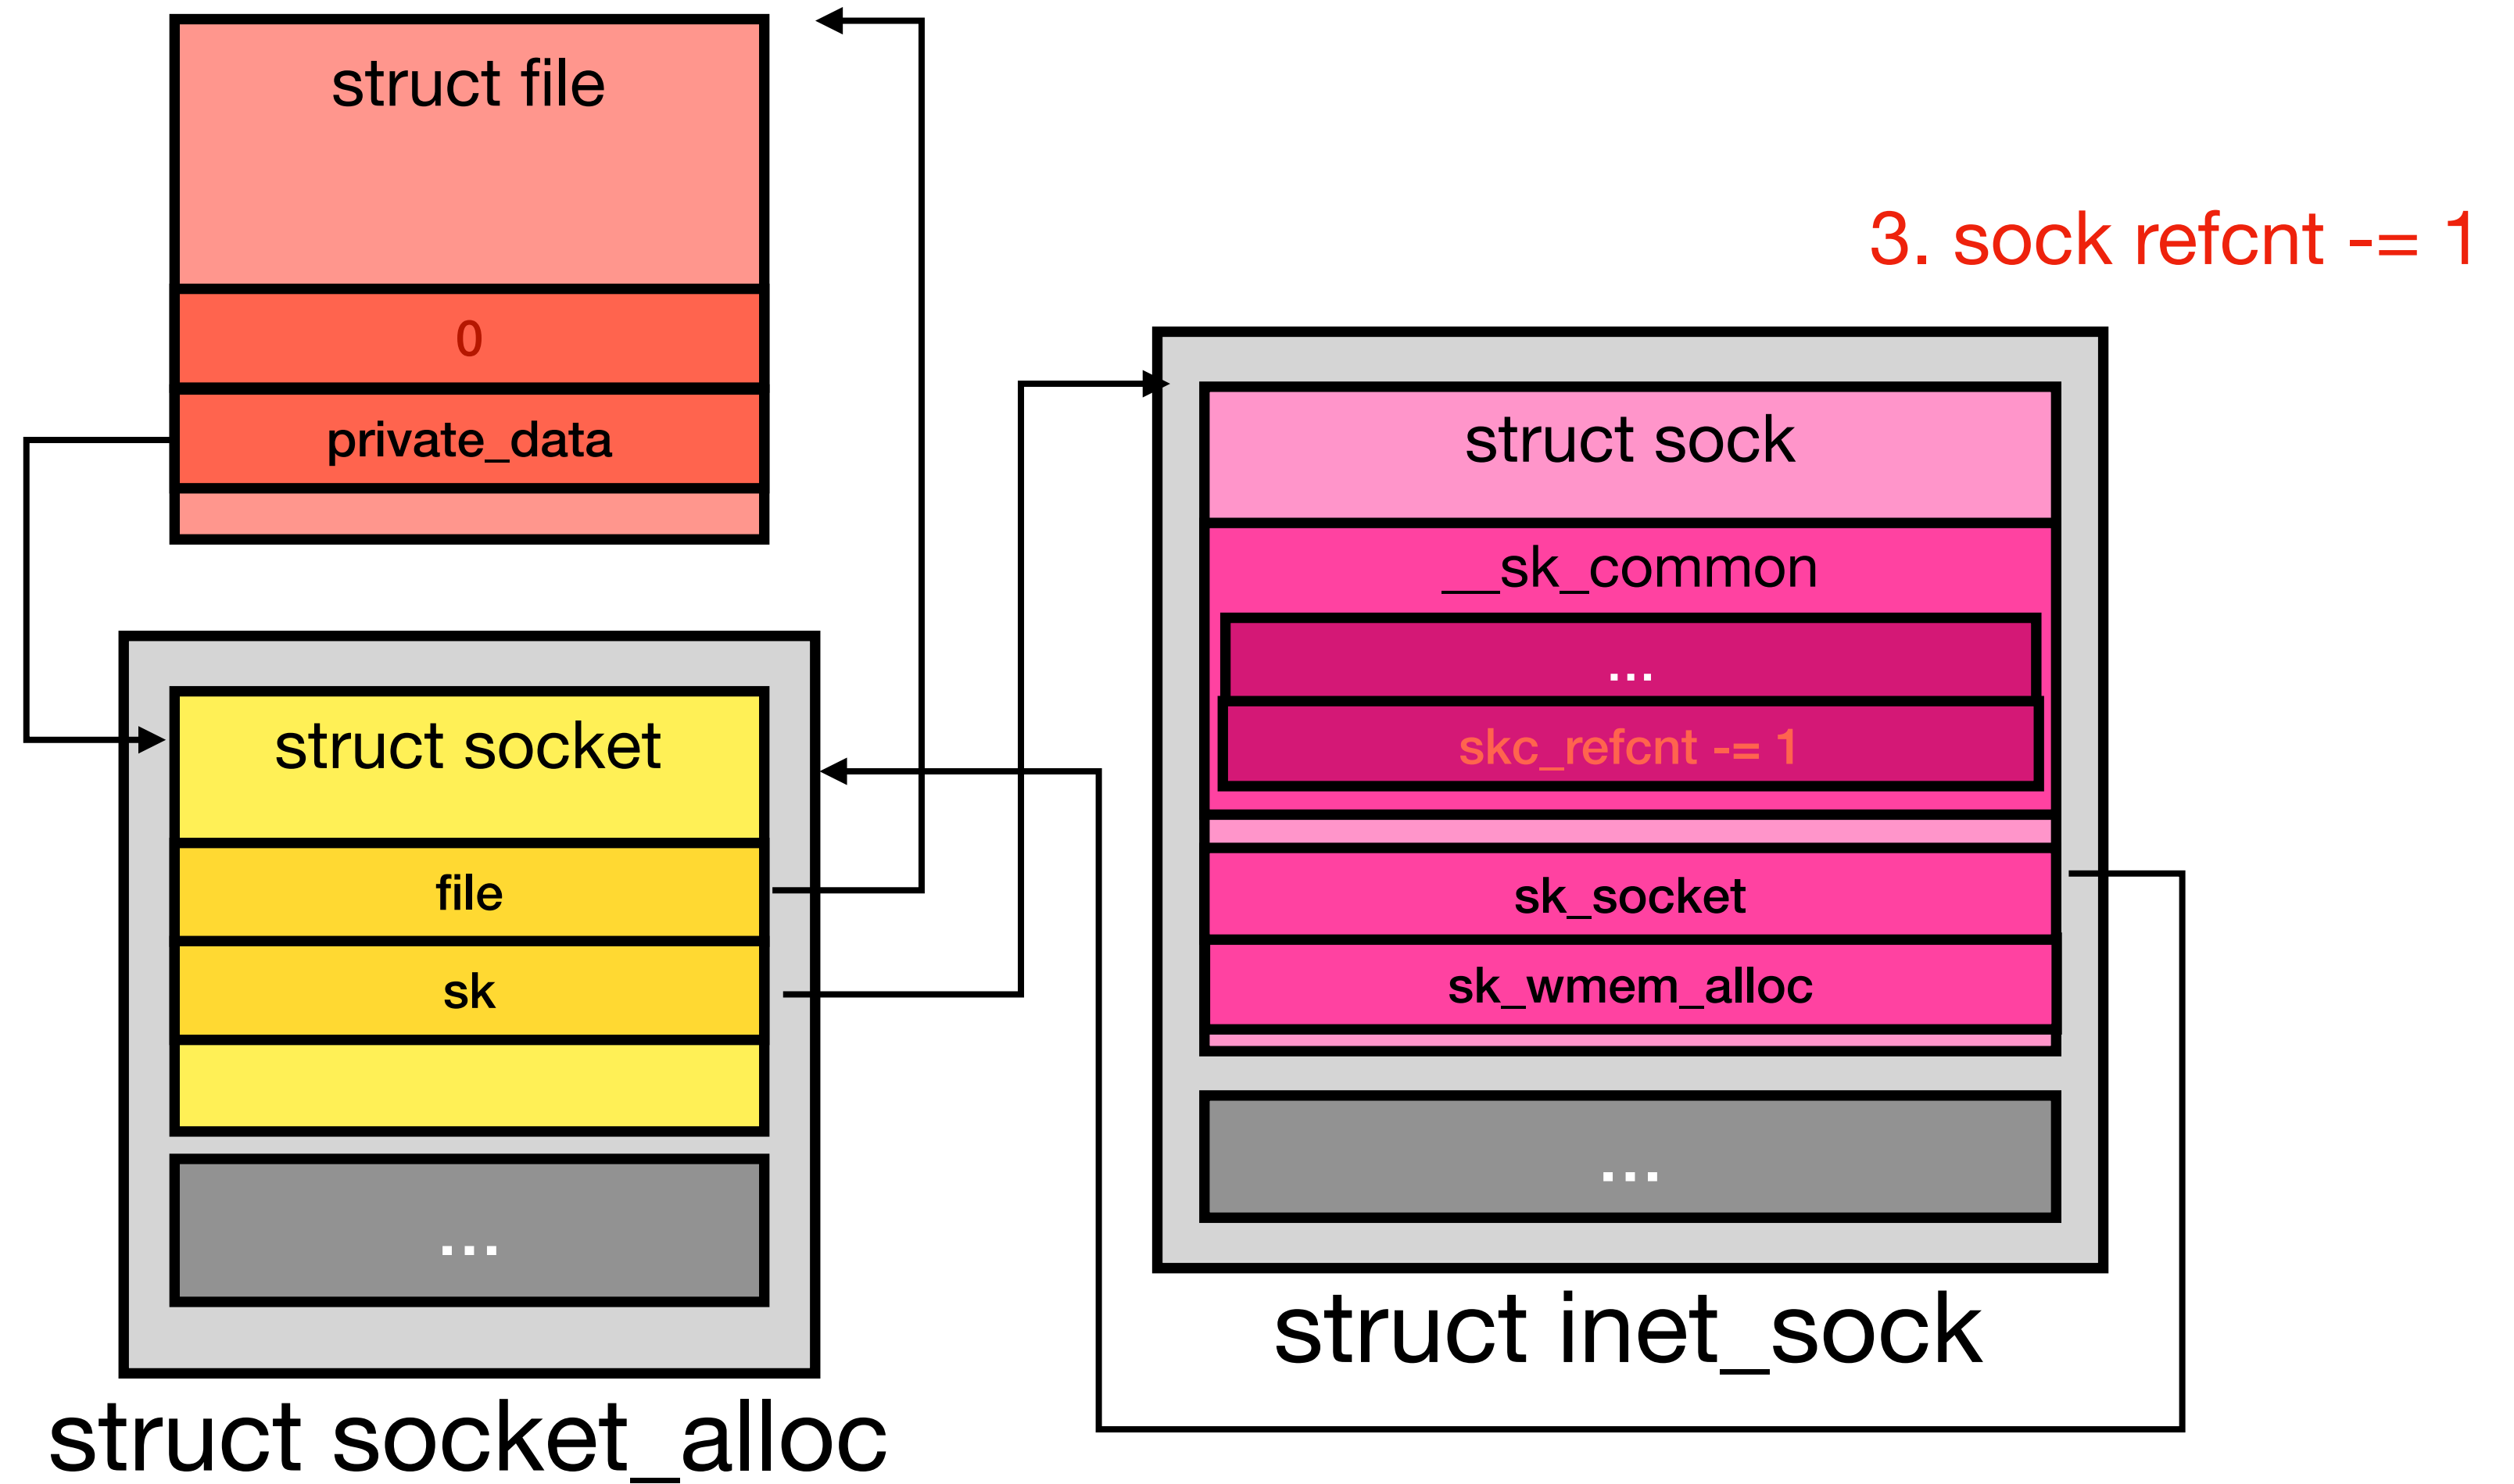 struct file
0
private_data
struct socket
file
sk
...
struct socket_alloc
3. sock refcnt -= 1
struct sock
__sk_common
...
skc_refcnt -= 1
sk_socket
sk_wmem_alloc
...
struct inet_sock